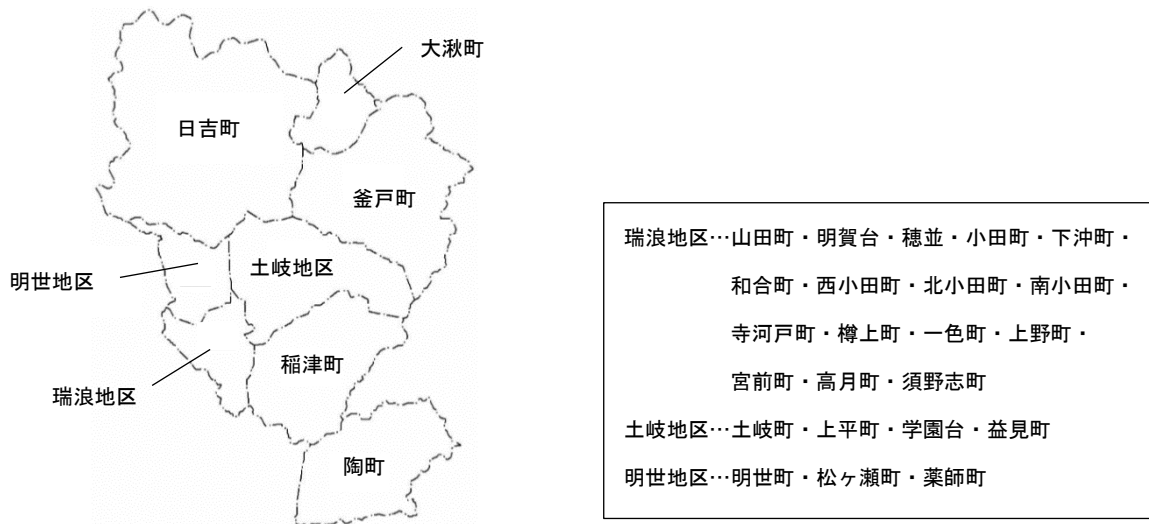 大湫町
日吉町
釜戸町
土岐地区
明世地区
稲津町
瑞浪地区
陶町
瑞浪地区…山田町・明賀台・穂並・小田町・下沖町・
和合町・西小田町・北小田町・南小田町・
寺河戸町・樽上町・一色町・上野町・
宮前町・高月町・須野志町
土岐地区…土岐町・上平町・学園台・益見町
明世地区…明世町・松ヶ瀬町・薬師町